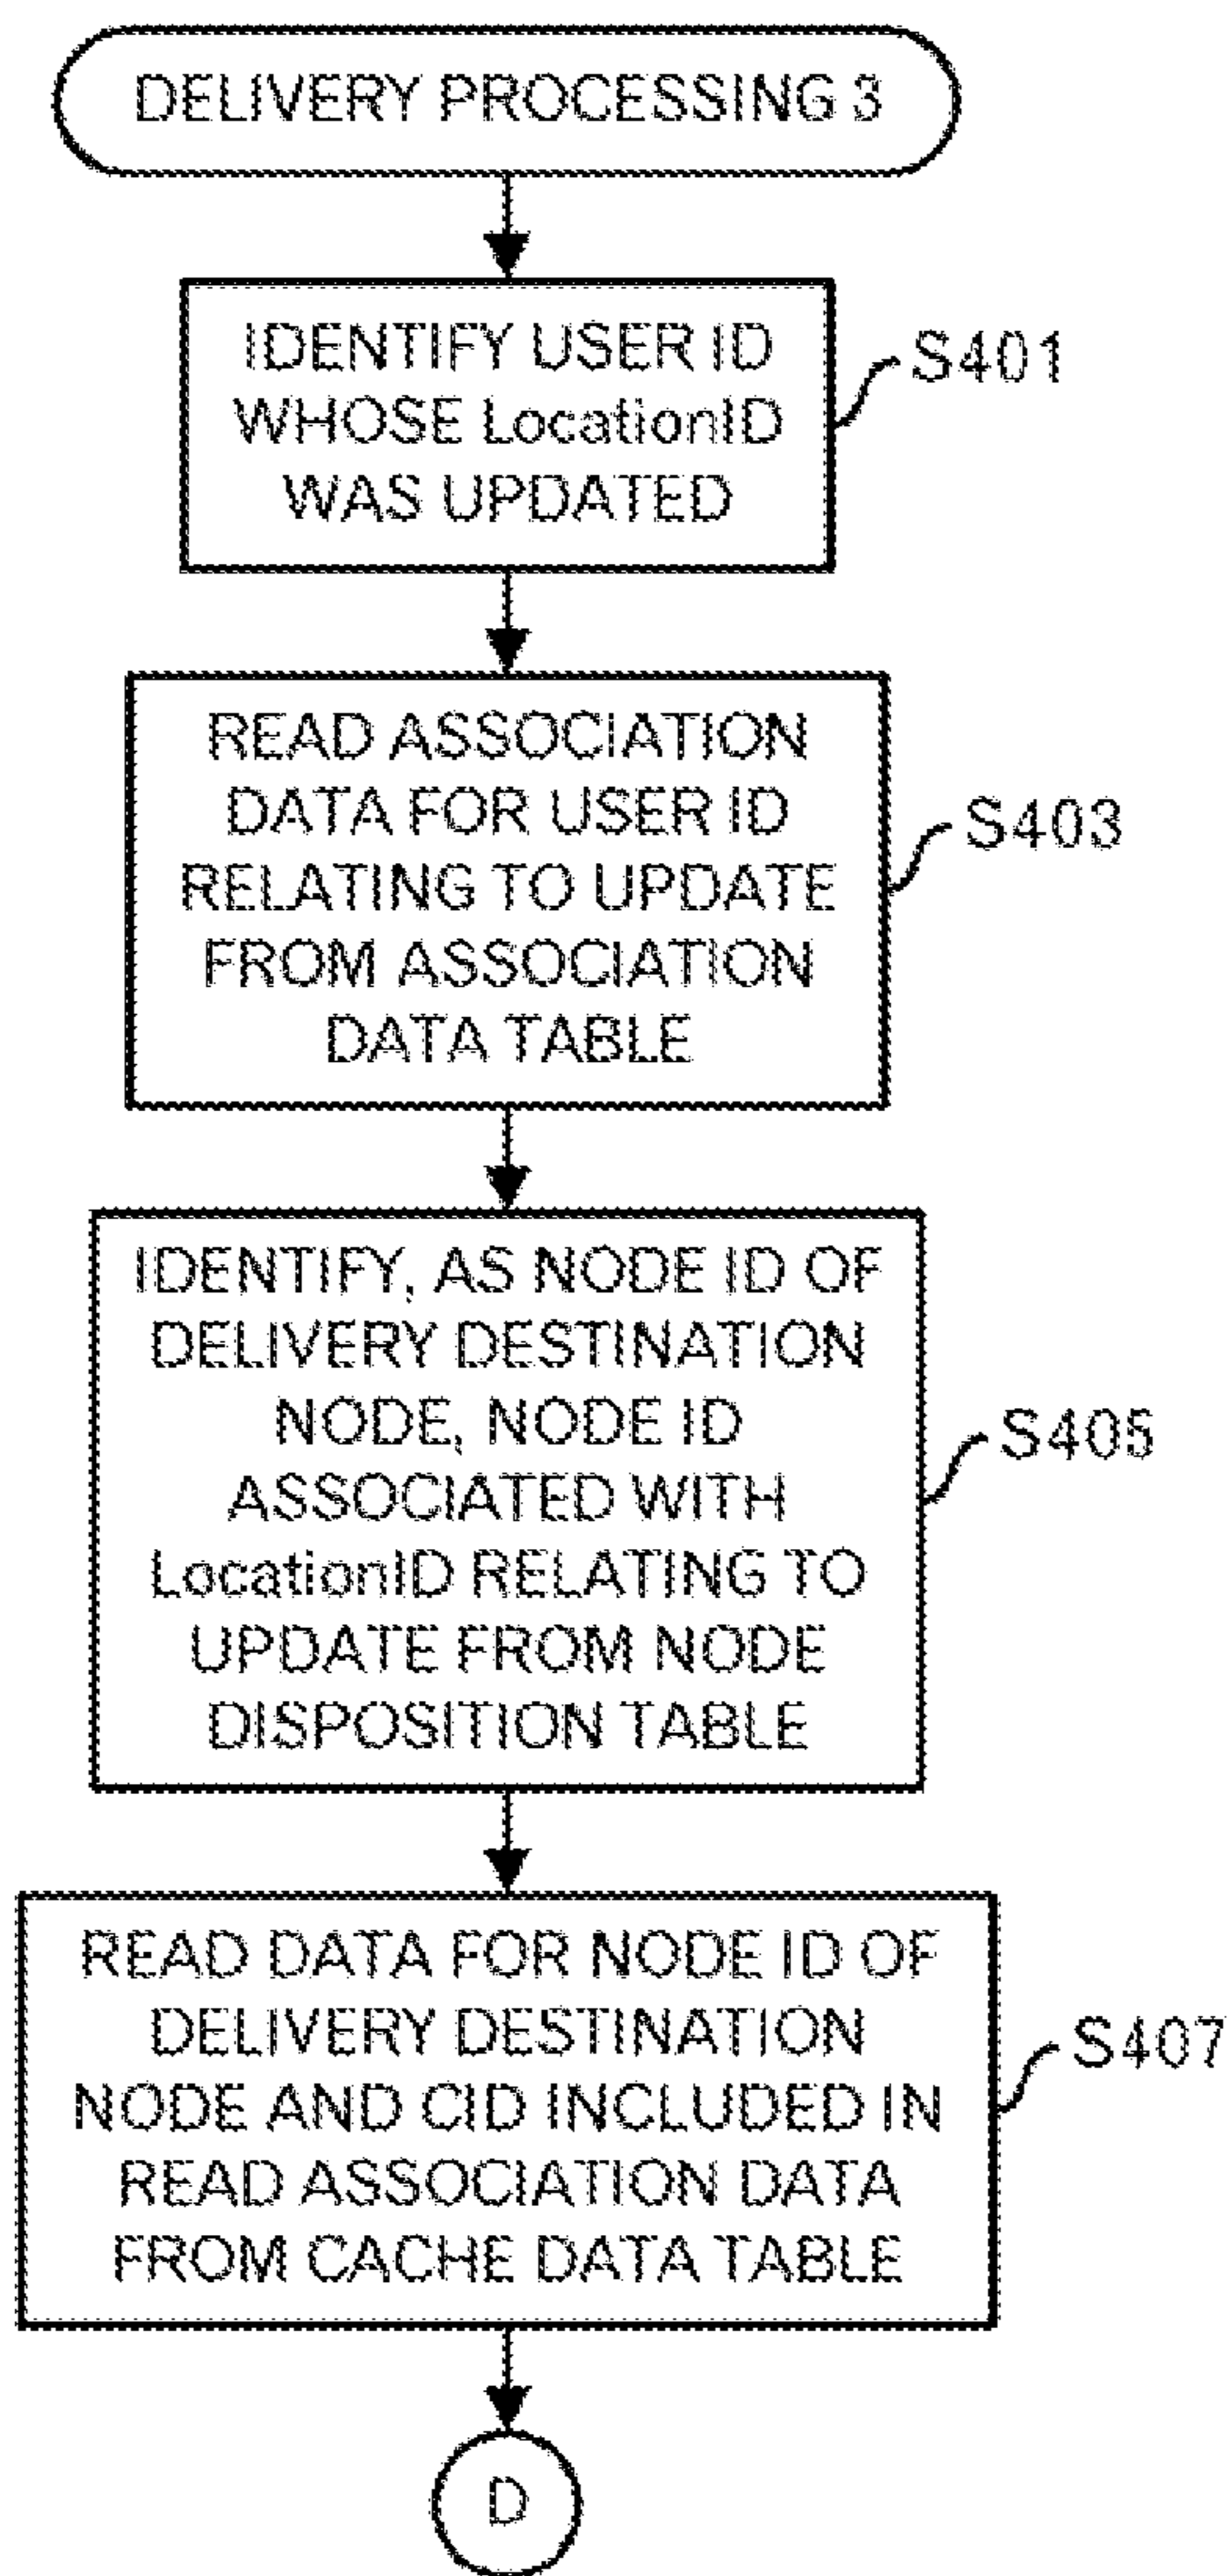 DELIVERY PROCESSING 3
IDENTIFY USER ID
WHOSE LocationID
WAS UPDATED
S401
READ ASSOCIATION
DATA FOR USER ID
RELATING TO UPDATE
FROM ASSOCIATION
DATA TABLE
S403
IDENTIFY, AS NODE ID OF
DELIVERY DESTINATION
NODE, NODE ID
ASSOCIATED WITH
LocationID RELATING TO
UPDATE FROM NODE
DISPOSITION TABLE
S405
READ DATA FOR NODE ID OF
DELIVERY DESTINATION
NODE AND CID INCLUDED IN
READ ASSOCIATION DATA
FROM CACHE DATA TABLE
S407
D